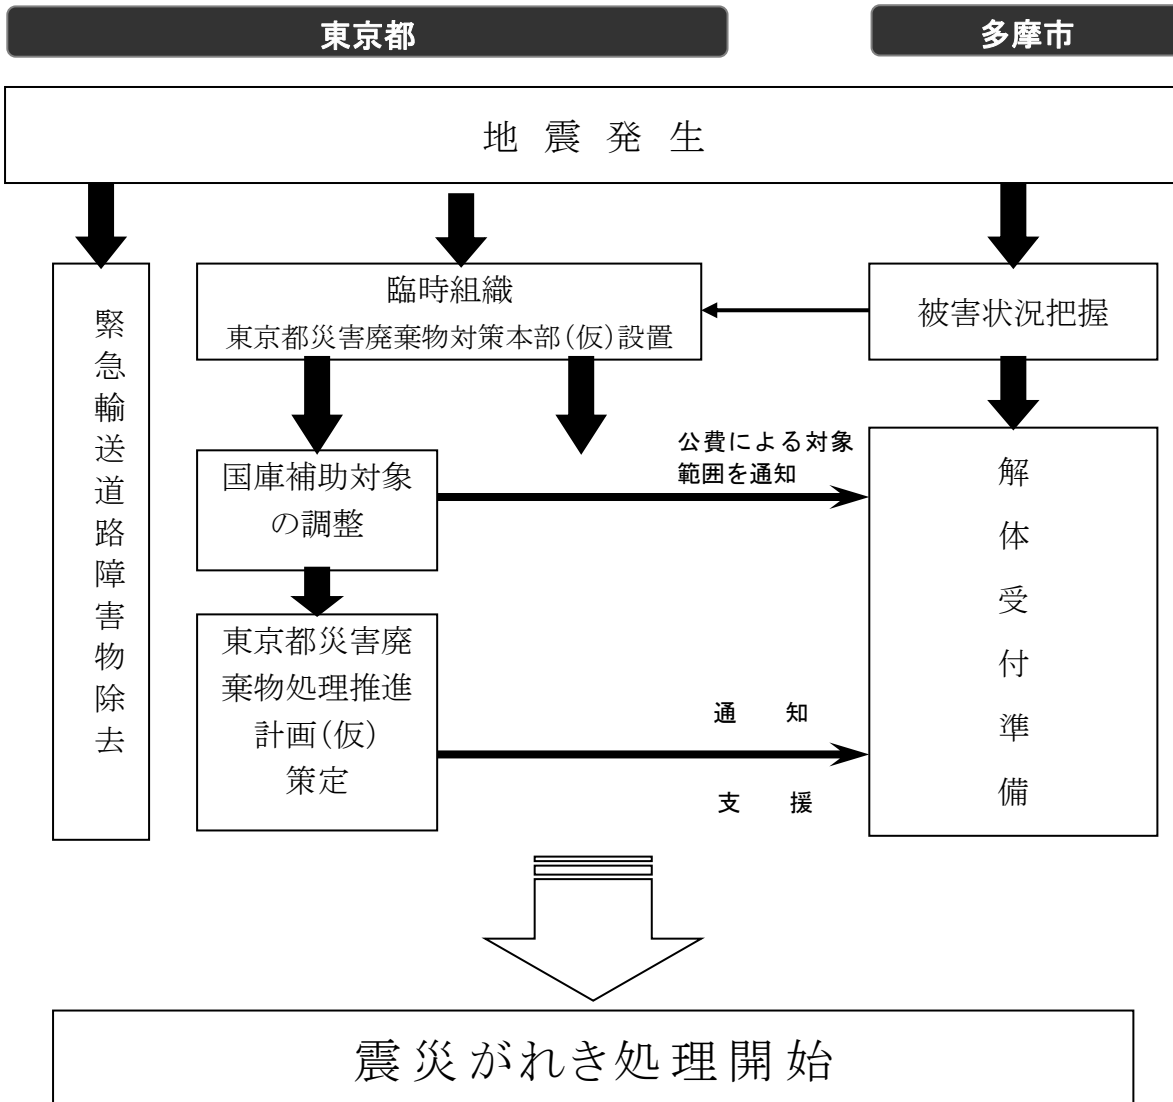 東京都
多摩市
地震発生
緊急輸送道路障害物除去
臨時組織
東京都災害廃棄物対策本部(仮)設置
被害状況把握
国庫補助対象
の調整
公費による対象
範囲を通知
解体受付準備
東京都災害廃
棄物処理推進
計画(仮)
策定
通 知
支 援
震災がれき処理開始